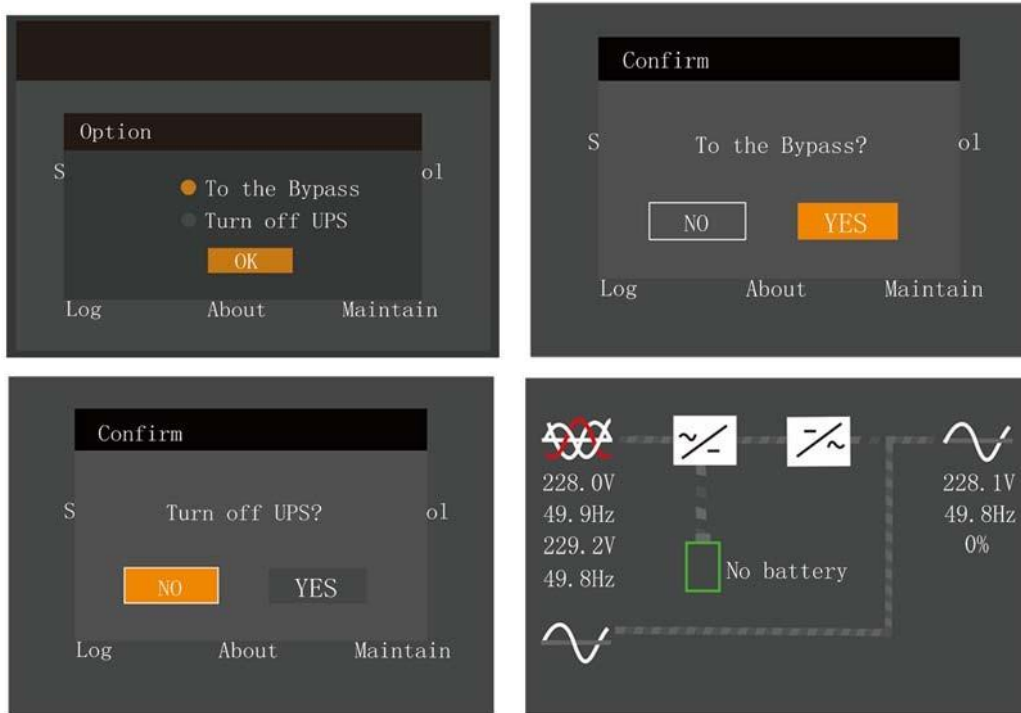 Option
S
ol
To the Bypass
Turn off UPS
OK
Log About Maintain
Confirm
S
To the Bypass?
ol
NO YES
Log About Maintain
Confirm
S
Turn off UPS?
ol
NO YES
Log About Maintain
228.0V
49.9Hz
229.2V
49.8Hz
No battery
228.1V
49.8Hz
0%